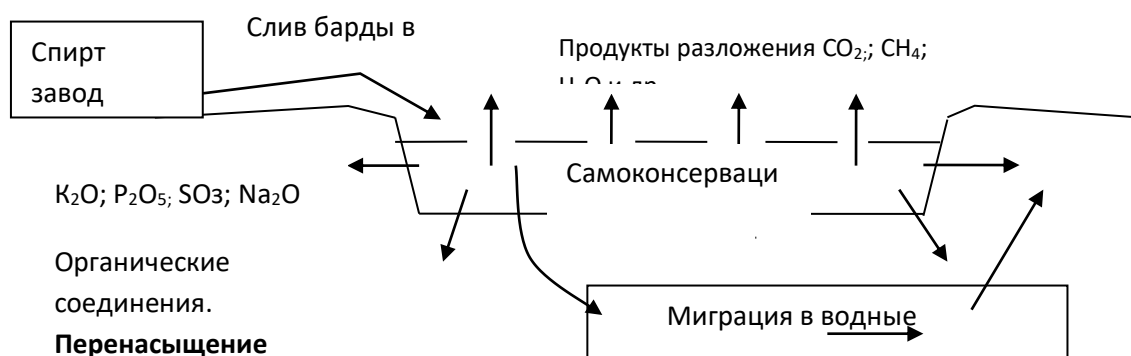 Спирт
завод
Слив барды в
Продукты разложения CO₂;; CH₄;
Самоконсерваци
K₂O; P₂O₅; SO₃; Na₂O
Органические
соединения.
Перенасыщение
Миграция в водные